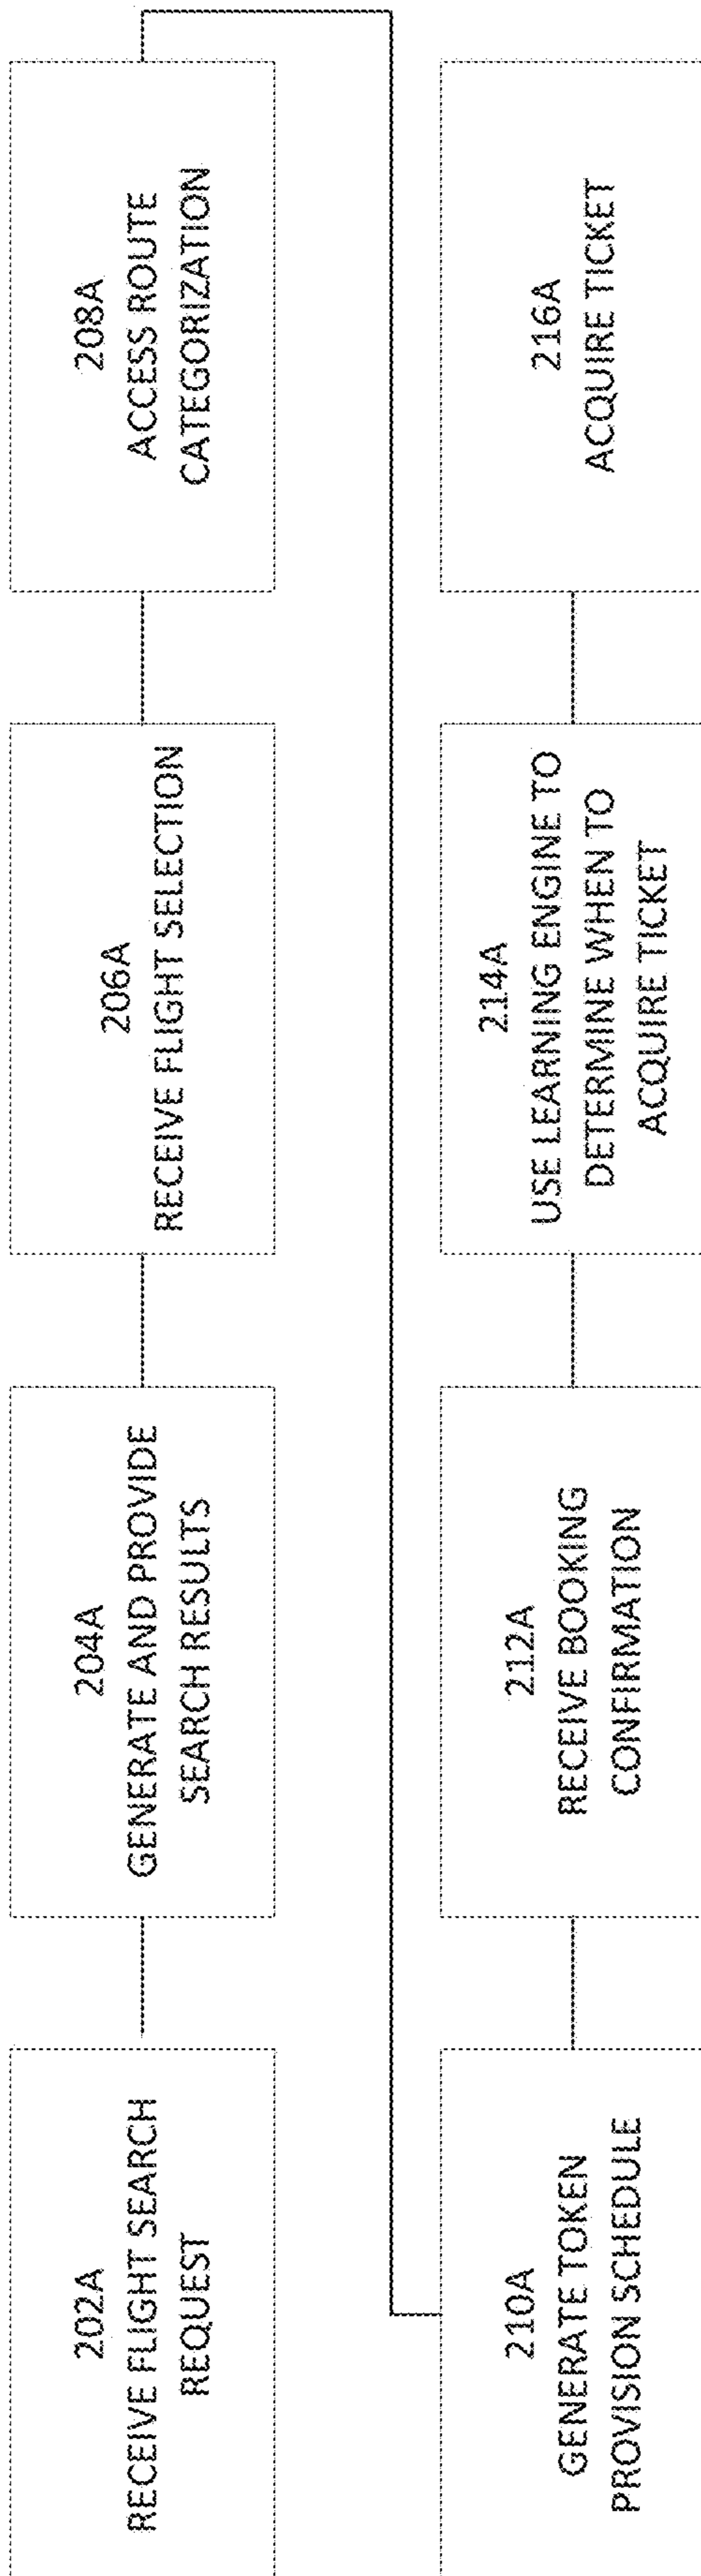 202A
RECEIVE FLIGHT SEARCH
REQUEST
204A
GENERATE AND PROVIDE
SEARCH RESULTS
206A
RECEIVE FLIGHT SELECTION
208A
ACCESS ROUTE
CATEGORIZATION
210A
GENERATE TOKEN
PROVISION SCHEDULE
212A
RECEIVE BOOKING
CONFIRMATION
214A
USE LEARNING ENGINE TO
DETERMINE WHEN TO
ACQUIRE TICKET
216A
ACQUIRE TICKET